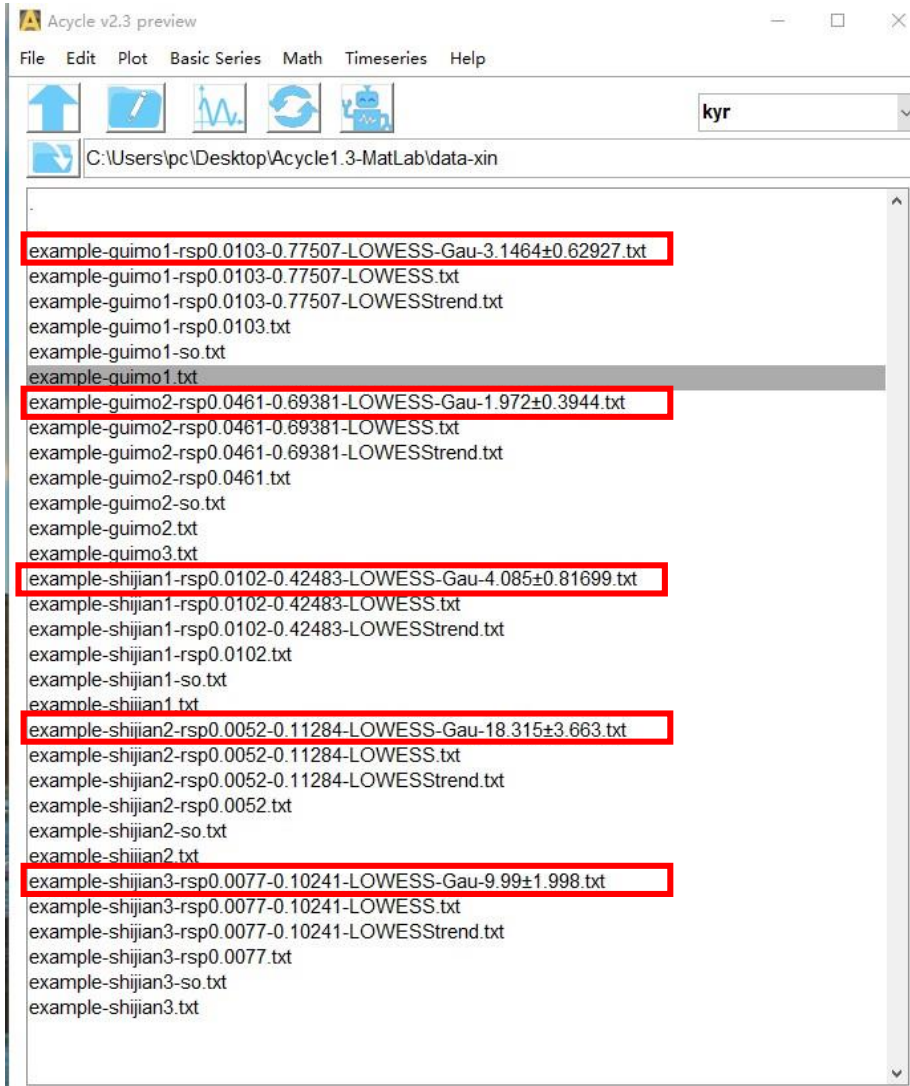 Acycle v2.3 preview
File Edit Plot Basic Series Math Timeseries Help
kyr
C:\Users\pc\Desktop\Acycle1.3-MatLab\data-xin
.
example-guimo1-rsp0.0103-0.77507-LOWESS-Gau-3.1464±0.62927.txt
example-guimo1-rsp0.0103-0.77507-LOWESS.txt
example-guimo1-rsp0.0103-0.77507-LOWESStrend.txt
example-guimo1-rsp0.0103.txt
example-guimo1-so.txt
example-guimo1.txt
example-guimo2-rsp0.0461-0.69381-LOWESS-Gau-1.972±0.3944.txt
example-guimo2-rsp0.0461-0.69381-LOWESS.txt
example-guimo2-rsp0.0461-0.69381-LOWESStrend.txt
example-guimo2-rsp0.0461.txt
example-guimo2-so.txt
example-guimo2.txt
example-guimo3.txt
example-shijian1-rsp0.0102-0.42483-LOWESS-Gau-4.085±0.81699.txt
example-shijian1-rsp0.0102-0.42483-LOWESS.txt
example-shijian1-rsp0.0102-0.42483-LOWESStrend.txt
example-shijian1-rsp0.0102.txt
example-shijian1-so.txt
example-shijian1.txt
example-shijian2-rsp0.0052-0.11284-LOWESS-Gau-18.315±3.663.txt
example-shijian2-rsp0.0052-0.11284-LOWESS.txt
example-shijian2-rsp0.0052-0.11284-LOWESStrend.txt
example-shijian2-rsp0.0052.txt
example-shijian2-so.txt
example-shijian2.txt
example-shijian3-rsp0.0077-0.10241-LOWESS-Gau-9.99±1.998.txt
example-shijian3-rsp0.0077-0.10241-LOWESS.txt
example-shijian3-rsp0.0077-0.10241-LOWESStrend.txt
example-shijian3-rsp0.0077.txt
example-shijian3-so.txt
example-shijian3.txt